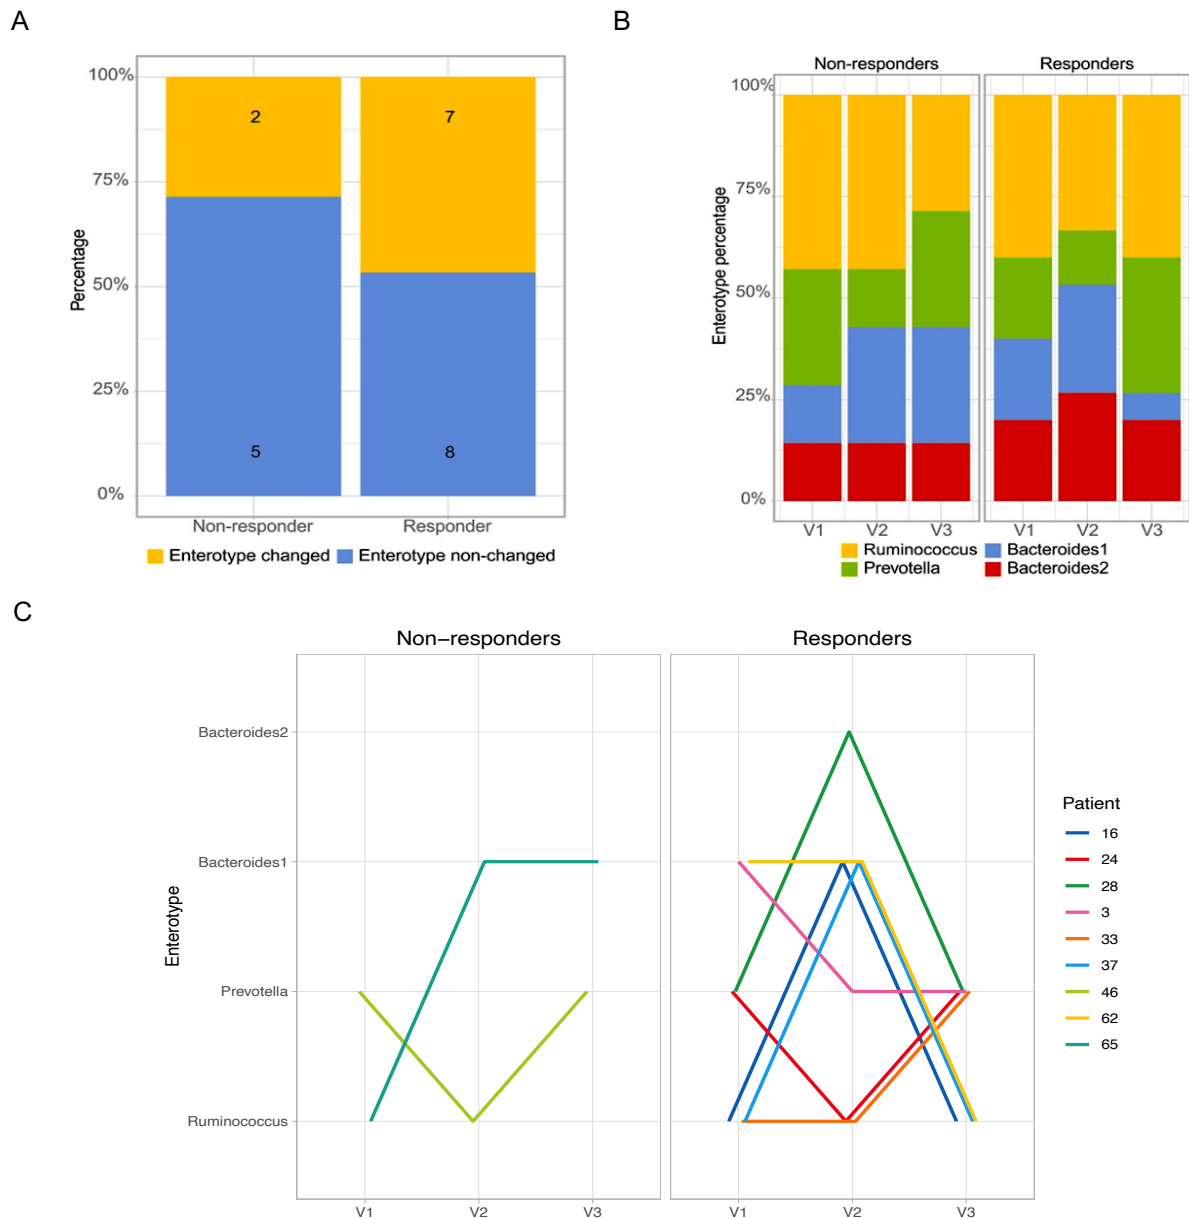 A
100%
75%
50%
25%
0%
Percentage
2
7
5
8
Non-responder
Responder
Enterotype changed
Enterotype non-changed
B
Non-responders
Responders
100%
75%
50%
25%
0%
Enterotype percentage
V1
V2
V3
V1
V2
V3
Ruminococcus
Bacteroides1
Prevotella
Bacteroides2
C
Non-responders
Responders
Bacteroides2
Bacteroides1
Prevotella
Ruminococcus
Enterotype
V1
V2
V3
V1
V2
V3
Patient
16
24
28
3
33
37
46
62
65